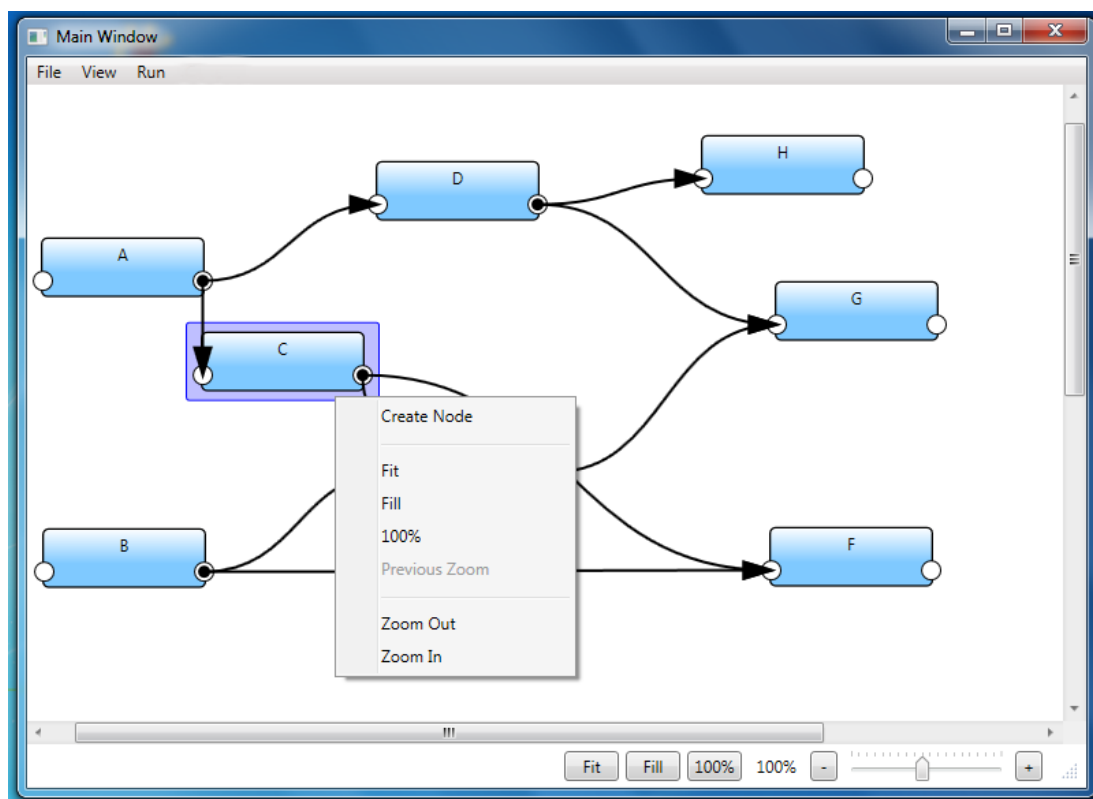 Main Window
File View Run
H
D
A
G
C
Create Node
Fit
Fill
100%
Previous Zoom
B
F
Zoom Out
Zoom In
Fit Fill 100% 100% - +